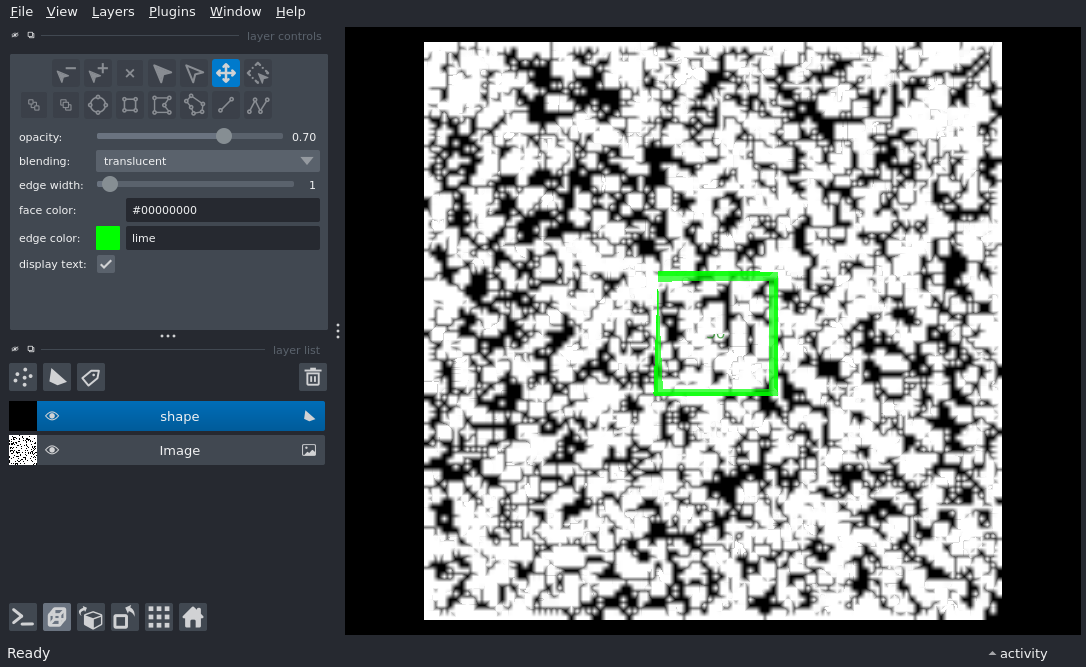 File View Layers Plugins Window Help
layer controls
opacity: 0.70
blending: translucent
edge width: 1
face color: #00000000
edge color: lime
display text:
layer list
shape
Image
Ready
activity